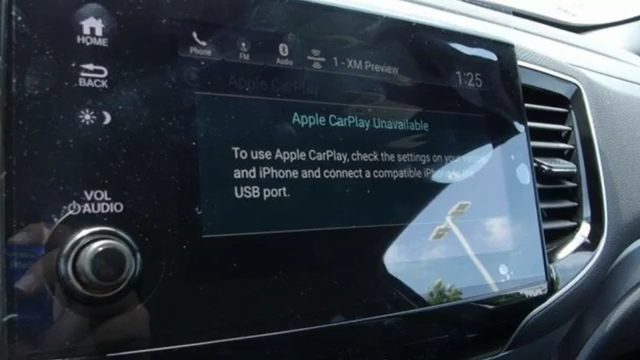 HOME
BACK
VOL
AUDIO
Phone
FM
Audio
1 - XM Preview
1:25
Apple CarPlay
Apple CarPlay Unavailable
To use Apple CarPlay, check the settings on your
and iPhone and connect a compatible
USB port.